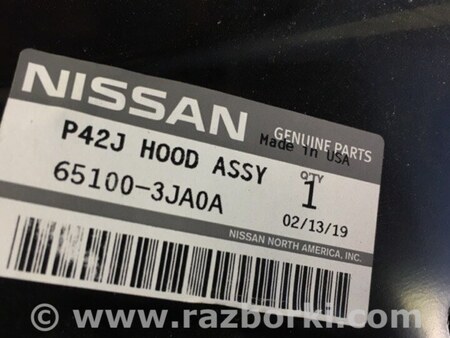 NISSAN
GENUINE PARTS
Made in USA
P42J HOOD ASSY
Q'TY
65100-3JA0A
1
02/13/19
NISSAN NORTH AMERICA, INC.
© www.razborki.com